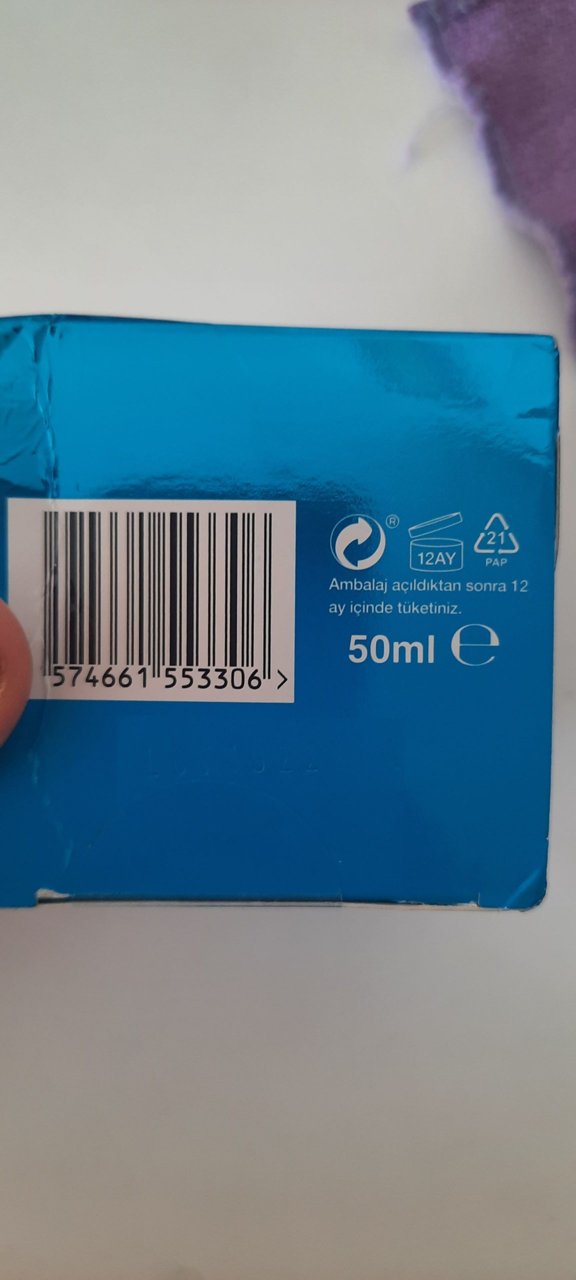 574661 553306 >
®
12AY
21
PAP
Ambalaj açıldıktan sonra 12
ay içinde tüketiniz.
50ml ℮